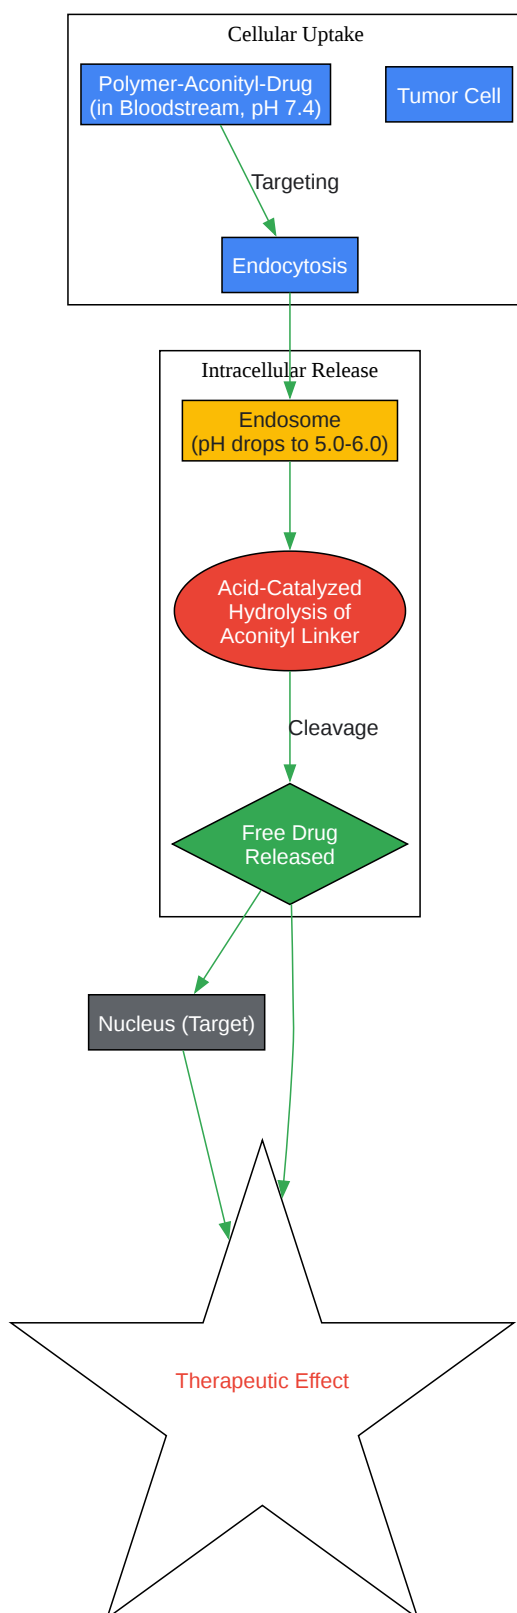 Cellular Uptake
Polymer-Aconityl-Drug
(in Bloodstream, pH 7.4)
Tumor Cell
Targeting
Endocytosis
Intracellular Release
Endosome
(pH drops to 5.0-6.0)
Acid-Catalyzed
Hydrolysis of
Aconityl Linker
Cleavage
Free Drug
Released
Nucleus (Target)
Therapeutic Effect